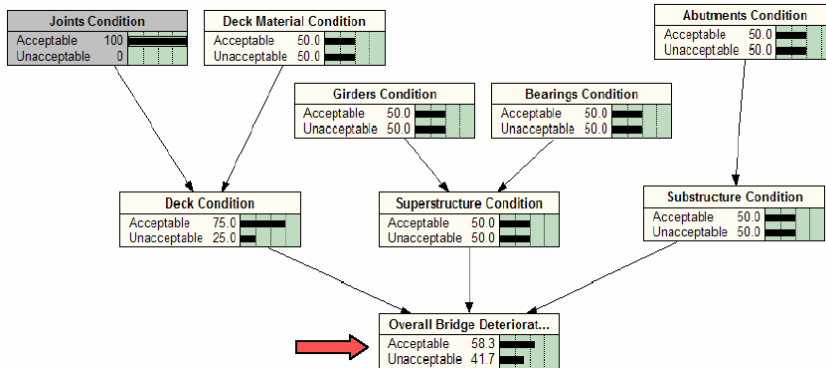 Joints Condition
Acceptable 100
Unacceptable 0
Deck Material Condition
Acceptable 50.0
Unacceptable 50.0
Abutments Condition
Acceptable 50.0
Unacceptable 50.0
Girders Condition
Acceptable 50.0
Unacceptable 50.0
Bearings Condition
Acceptable 50.0
Unacceptable 50.0
Deck Condition
Acceptable 75.0
Unacceptable 25.0
Superstructure Condition
Acceptable 50.0
Unacceptable 50.0
Substructure Condition
Acceptable 50.0
Unacceptable 50.0
Overall Bridge Deteriorat...
Acceptable 58.3
Unacceptable 41.7